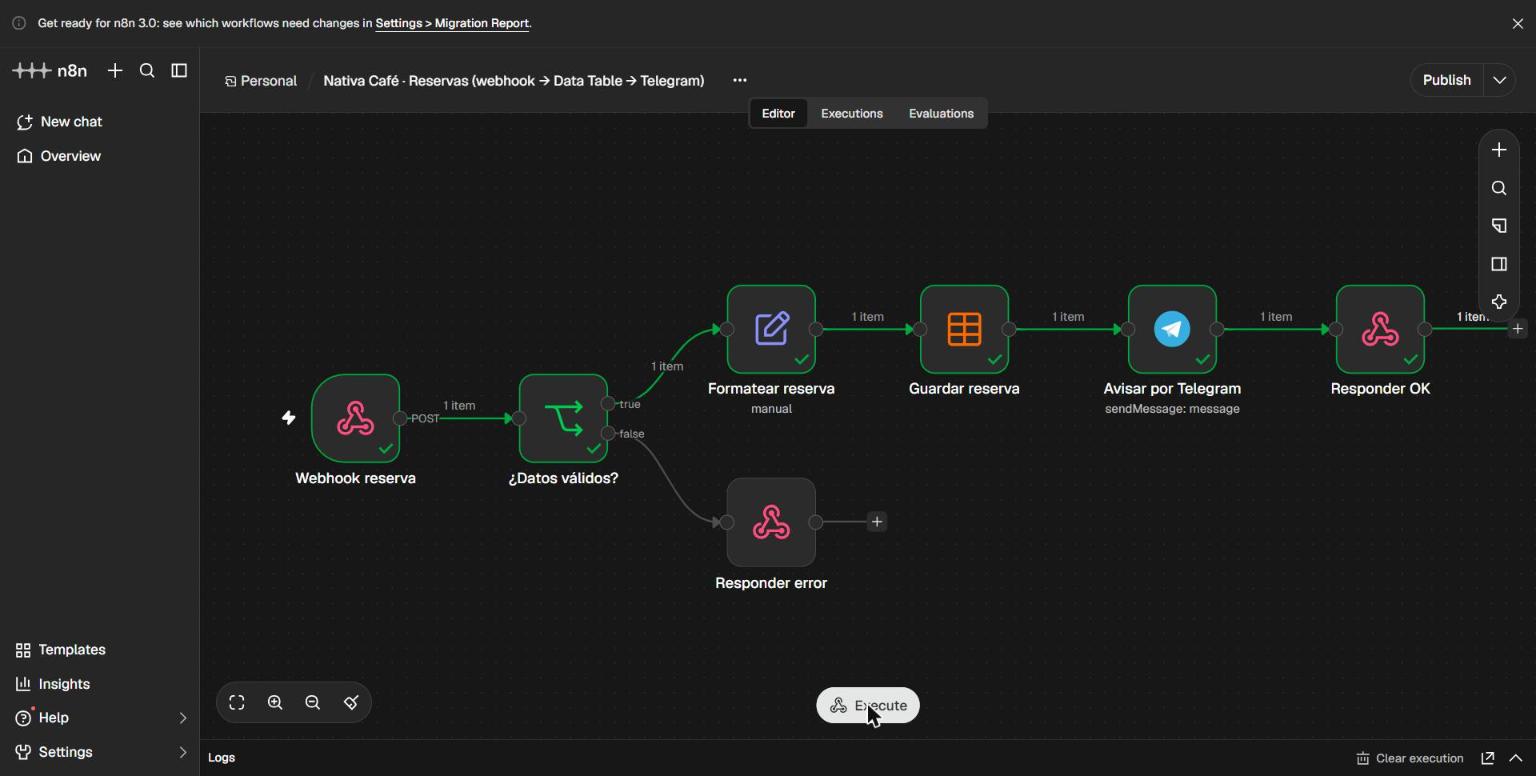 Get ready for n8n 3.0: see which workflows need changes in Settings > Migration Report.
n8n
Personal / Nativa Café · Reservas (webhook → Data Table → Telegram)
Publish
Editor Executions Evaluations
New chat
Overview
1 item
1 item
1 item
1 item
1 item
true
false
POST
1 item
Formatear reserva
manual
Guardar reserva
Avisar por Telegram
sendMessage: message
Responder OK
Webhook reserva
¿Datos válidos?
Responder error
Templates
Insights
Help
Settings
Execute
Logs
Clear execution